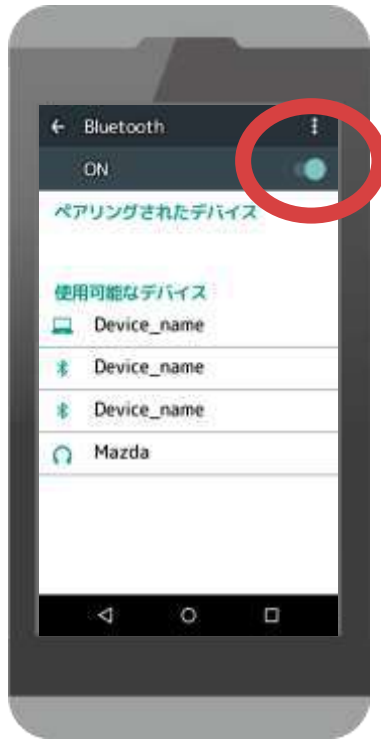 Bluetooth
ON
ペアリングされたデバイス
使用可能なデバイス
Device_name
Device_name
Device_name
Mazda